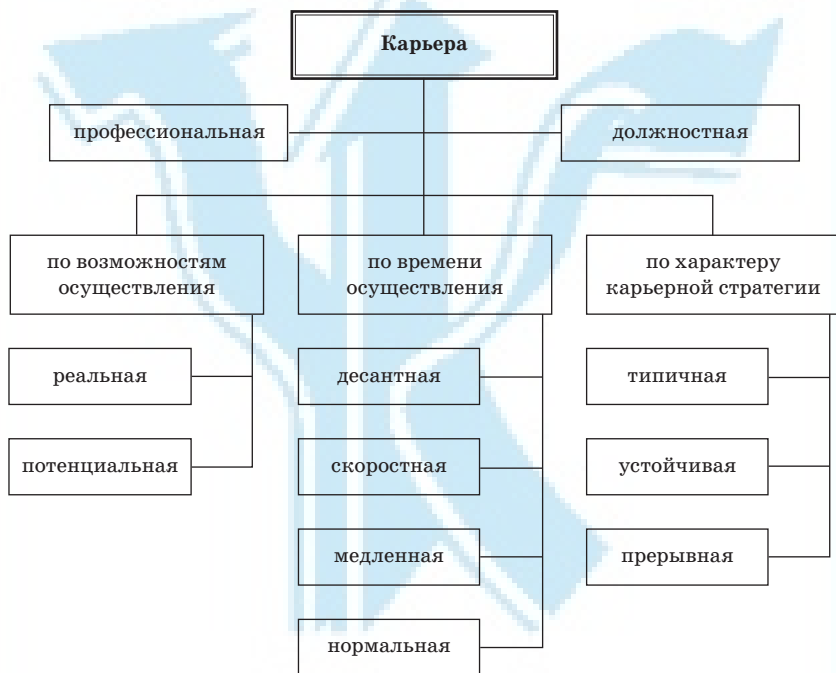 Карьера
профессиональная
должностная
по возможностям
осуществления
по времени
осуществления
по характеру
карьерной стратегии
реальная
десантная
типичная
потенциальная
скоростная
устойчивая
медленная
прерывная
нормальная